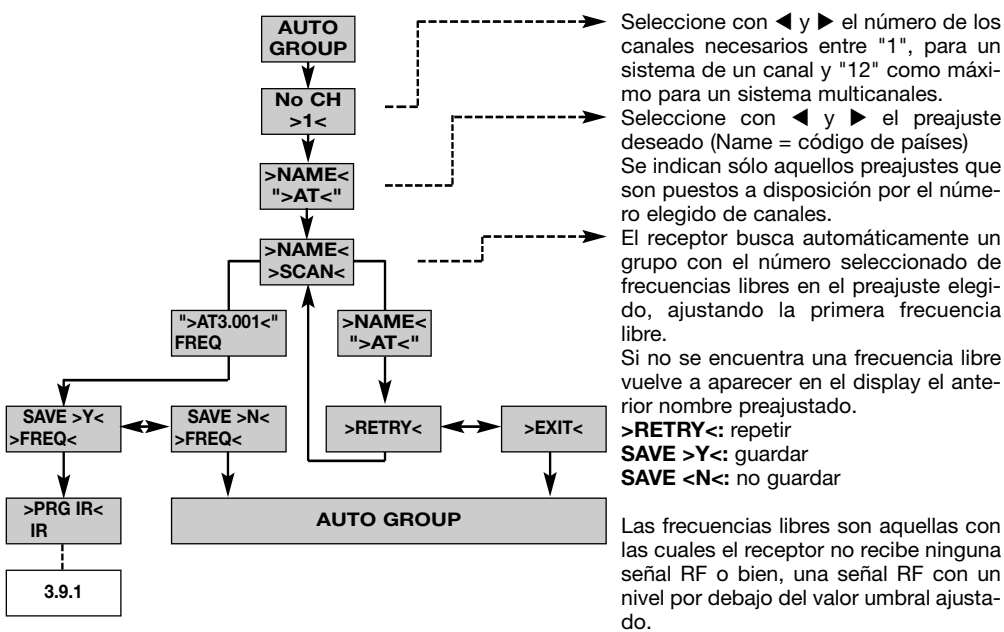 AUTO
GROUP
No CH
>1<
>NAME<
">AT<"
>NAME<
>SCAN<
">AT3.001<"
FREQ
>NAME<
">AT<"
SAVE >Y<
>FREQ<
SAVE >N<
>FREQ<
>RETRY<
>EXIT<
>PRG IR<
IR
AUTO GROUP
3.9.1
Seleccione con ◀ y ▶ el número de los
canales necesarios entre "1", para un
sistema de un canal y "12" como máxi-
mo para un sistema multicanales.
Seleccione con ◀ y ▶ el preajuste
deseado (Name = código de países)
Se indican sólo aquellos preajustes que
son puestos a disposición por el núme-
ro elegido de canales.
El receptor busca automáticamente un
grupo con el número seleccionado de
frecuencias libres en el preajuste elegi-
do, ajustando la primera frecuencia
libre.
Si no se encuentra una frecuencia libre
vuelve a aparecer en el display el ante-
rior nombre preajustado.
>RETRY<: repetir
SAVE >Y<: guardar
SAVE <N<: no guardar
Las frecuencias libres son aquellas con
las cuales el receptor no recibe ninguna
señal RF o bien, una señal RF con un
nivel por debajo del valor umbral ajusta-
do.